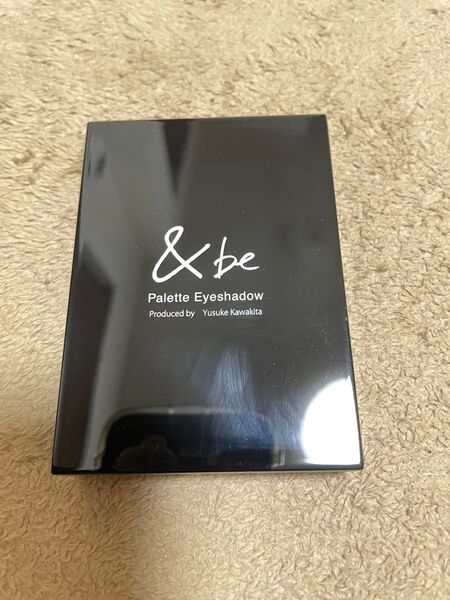 &be
Palette Eyeshadow
Produced by Yusuke Kawakita